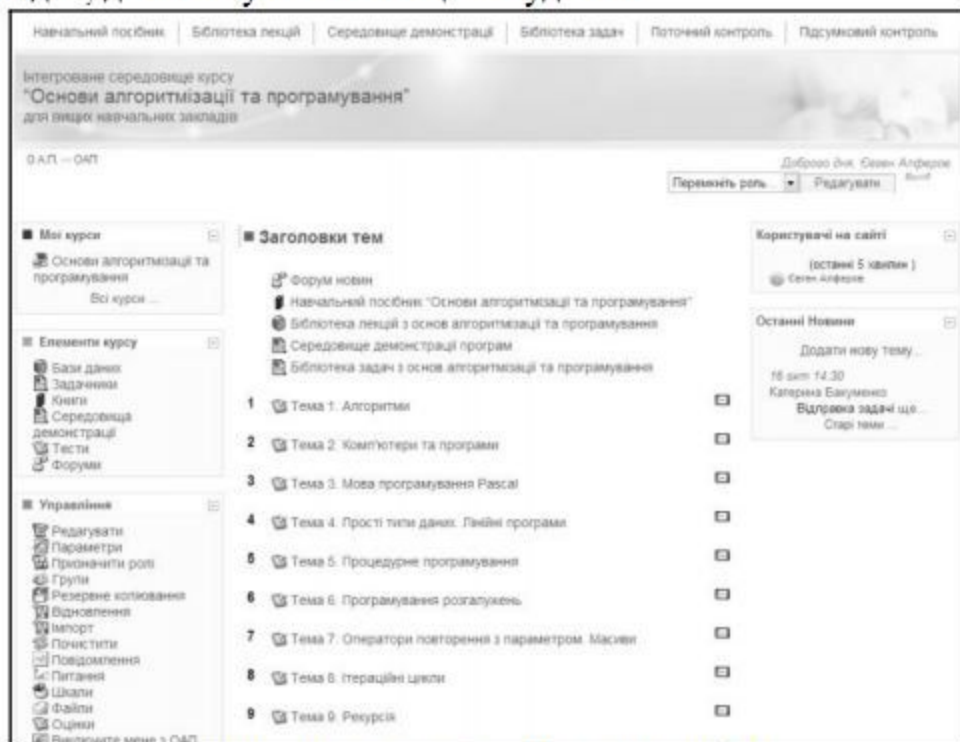 Навчальний посібник
Бібліотека лекцій
Середовище демонстрації
Бібліотека задач
Поточний контроль
Підсумковий контроль
Інтегроване середовище курсу
"Основи алгоритмізації та програмування"
для вищих навчальних закладів
О.А.П. — ОАП
Доброго дня, Євген Алферов
Перемкніть роль...
Редагувати
Мої курси
Основи алгоритмізації та
програмування
Всі курси ...
Елементи курсу
Бази даних
Задачники
Книги
Середовища
демонстрації
Тести
Форуми
Управління
Редагувати
Параметри
Призначити ролі
Групи
Резервне копіювання
Відновлення
Імпорт
Почистити
Повідомлення
Питання
Шкали
Файли
Оцінки
Виключите мене з ОАП
Заголовки тем
Форум новин
Навчальний посібник "Основи алгоритмізації та програмування"
Бібліотека лекцій з основ алгоритмізації та програмування
Середовище демонстрації програм
Бібліотека задач з основ алгоритмізації та програмування
1 Тема 1. Алгоритми
2 Тема 2. Комп'ютери та програми
3 Тема 3. Мова програмування Pascal
4 Тема 4. Прості типи даних. Лінійні програми
5 Тема 5. Процедурне програмування
6 Тема 6. Програмування розгалужень
7 Тема 7. Оператори повторення з параметром. Масиви
8 Тема 8. Ітераційні цикли
9 Тема 9. Рекурсія
Користувачі на сайті
(останні 5 хвилин )
Євген Алферов
Останні Новини
Додати нову тему...
16 окт 14:30
Катерина Бакуменко
Відправка задачі ще...
Старі теми ...